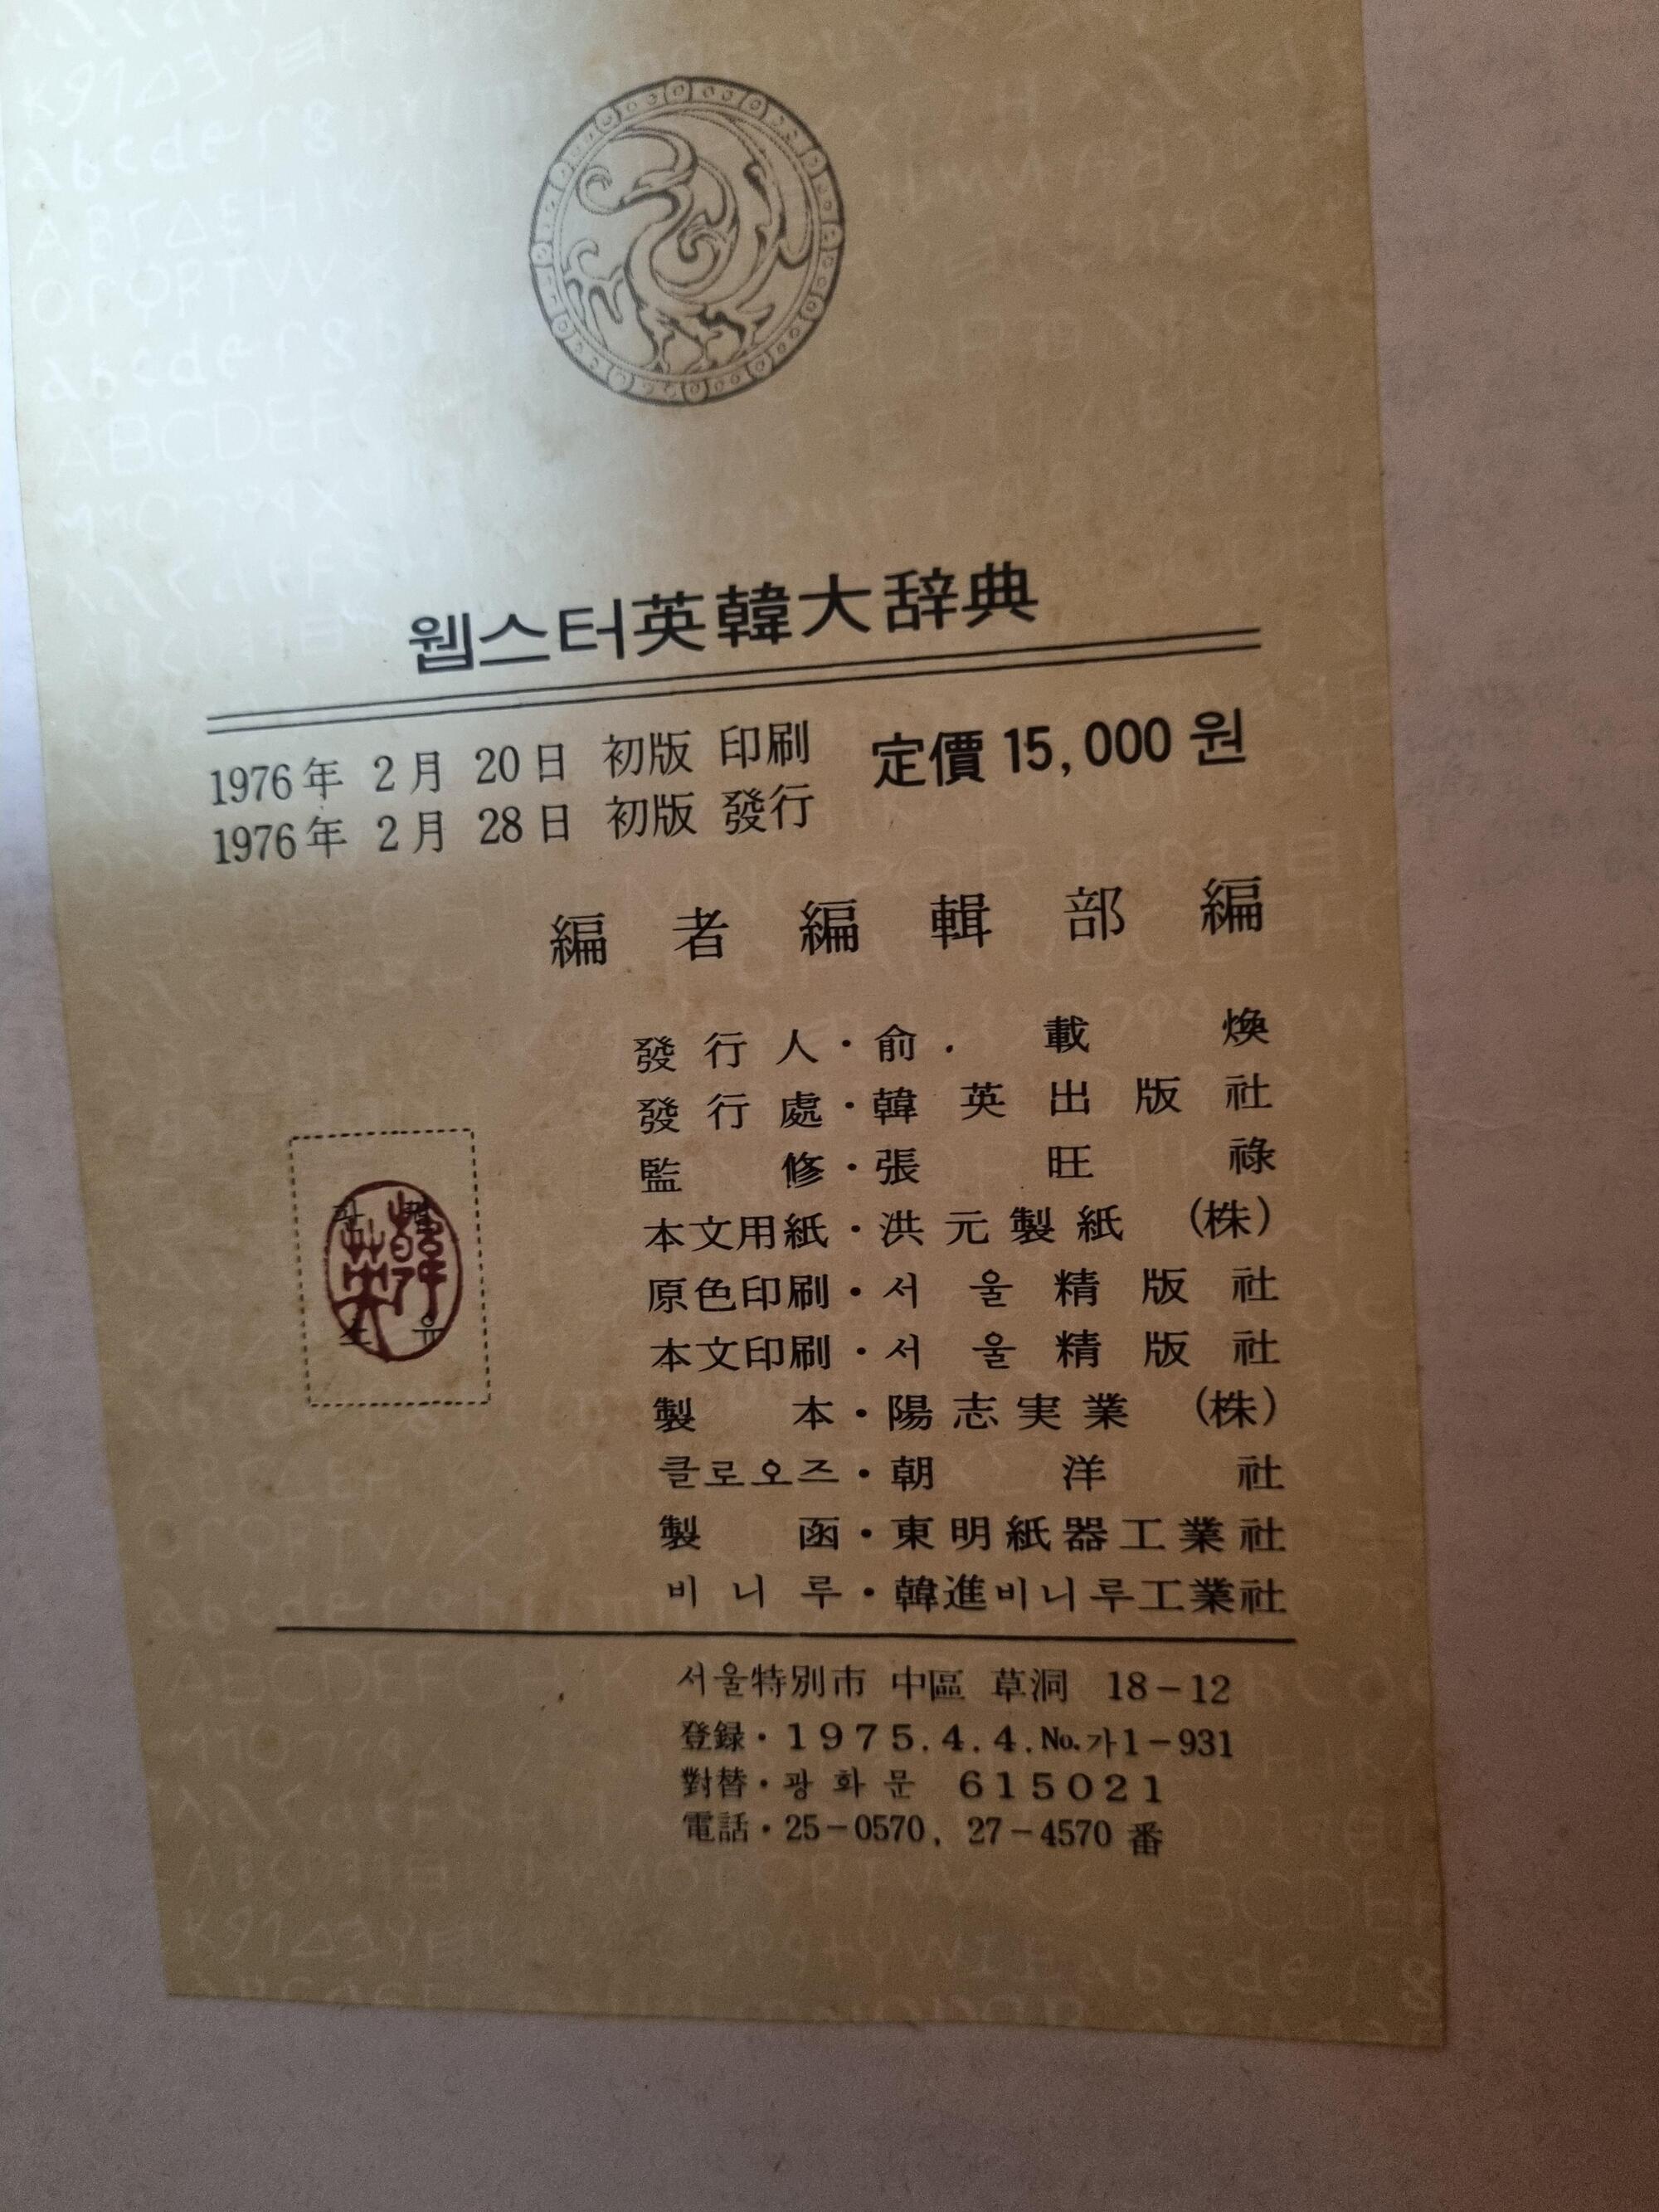 웹스터英韓大辞典
1976年 2月 20日 初版 印刷
1976年 2月 28日 初版 發行
定價 15,000 원
編者編輯部編
發行人·俞載煥
發行處·韓英出版社
監修·張旺祿
本文用紙·洪元製紙 (株)
原色印刷·서울精版社
本文印刷·서울精版社
製本·陽志実業 (株)
클로오즈·朝洋社
製函·東明紙器工業社
비니루·韓進비니루工業社
서울特別市 中區 草洞 18-12
登録·1975.4.4.No.가1-931
對替·광화문 615021
電話·25-0570, 27-4570 番
韓英